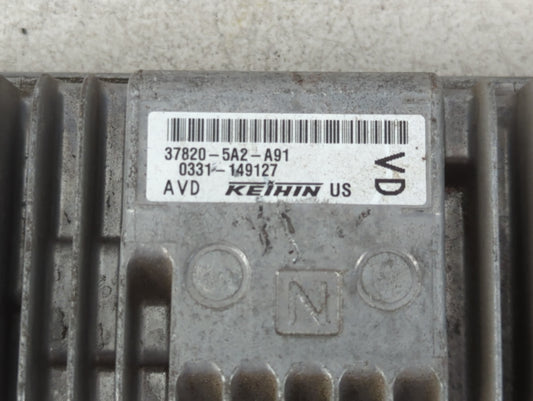 37820-5A2-A91
0331-149127
AVD KEIHIN US
VD
N